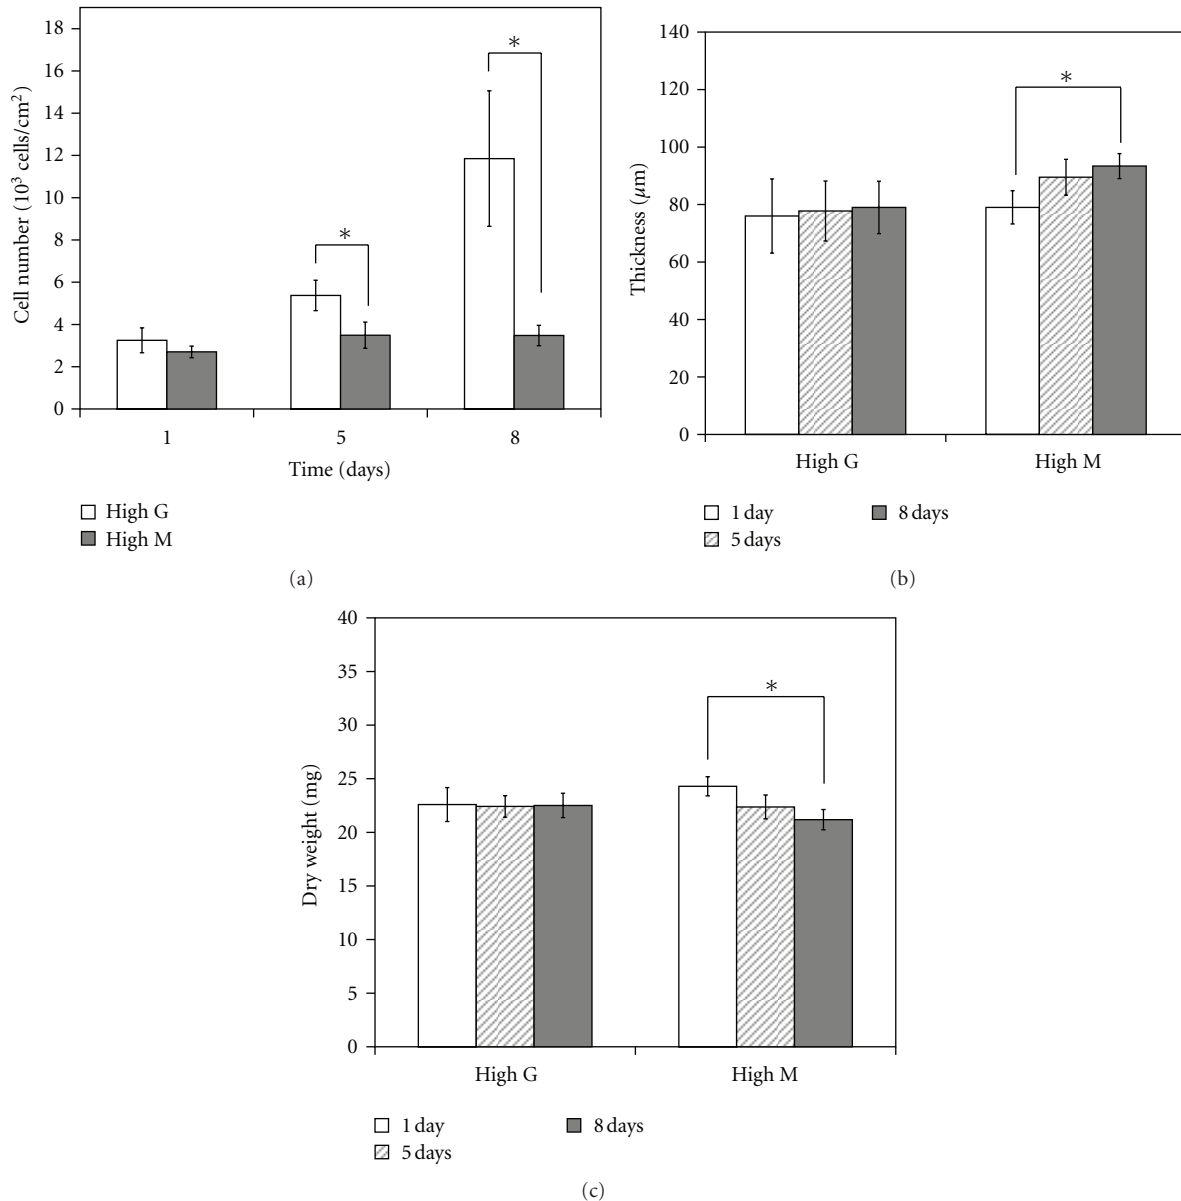 18
16
14
12
10
8
6
4
2
0
Cell number (10³ cells/cm²)
*
*
1 5 8
Time (days)
High G
High M
(a)
140
120
100
80
60
40
20
0
Thickness (μm)
*
High G High M
1 day 8 days
5 days
(b)
40
35
30
25
20
15
10
5
0
Dry weight (mg)
*
High G High M
1 day 8 days
5 days
(c)